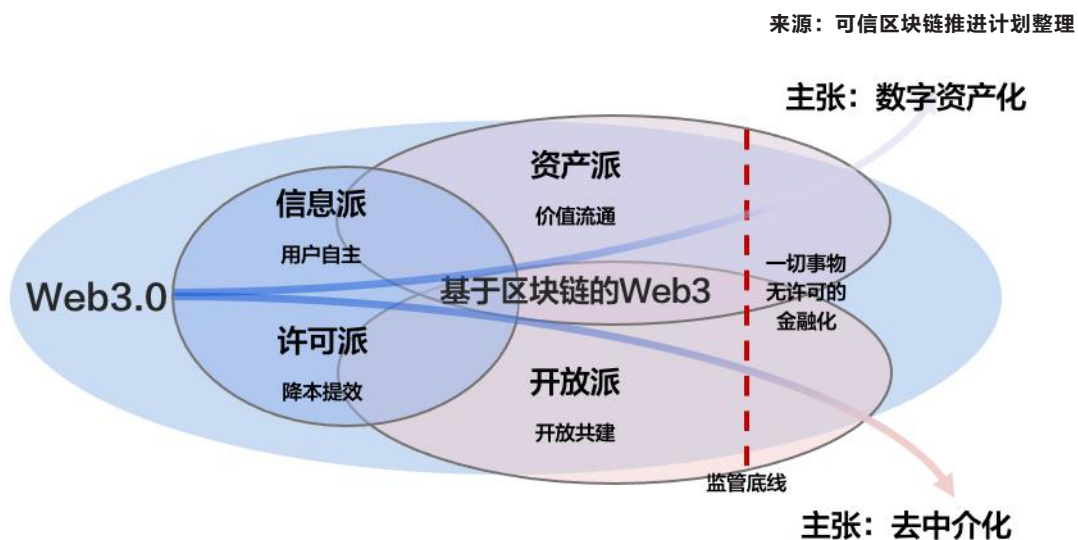 来源：可信区块链推进计划整理
主张：数字资产化
资产派
价值流通
信息派
用户自主
一切事物
无许可的
金融化
Web3.0
基于区块链的Web3
许可派
降本提效
开放派
开放共建
监管底线
主张：去中介化